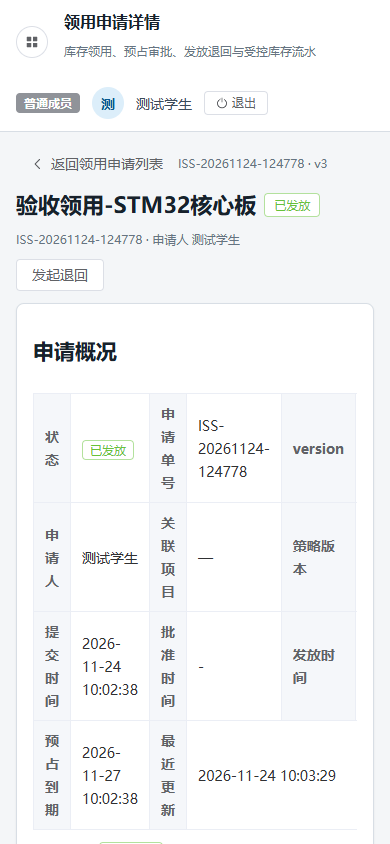 领用申请详情
库存领用、预占审批、发放退回与受控库存流水
普通成员 测 测试学生 退出
返回领用申请列表 ISS-20261124-124778 · v3
验收领用-STM32核心板 已发放
ISS-20261124-124778 · 申请人 测试学生
发起退回
申请概况
状态 已发放 申请单号 ISS-20261124-124778 version
申请人 测试学生 关联项目 — 策略版本
提交时间 2026-11-24 10:02:38 批准时间 - 发放时间
预占到期 2026-11-27 10:02:38 最近更新 2026-11-24 10:03:29